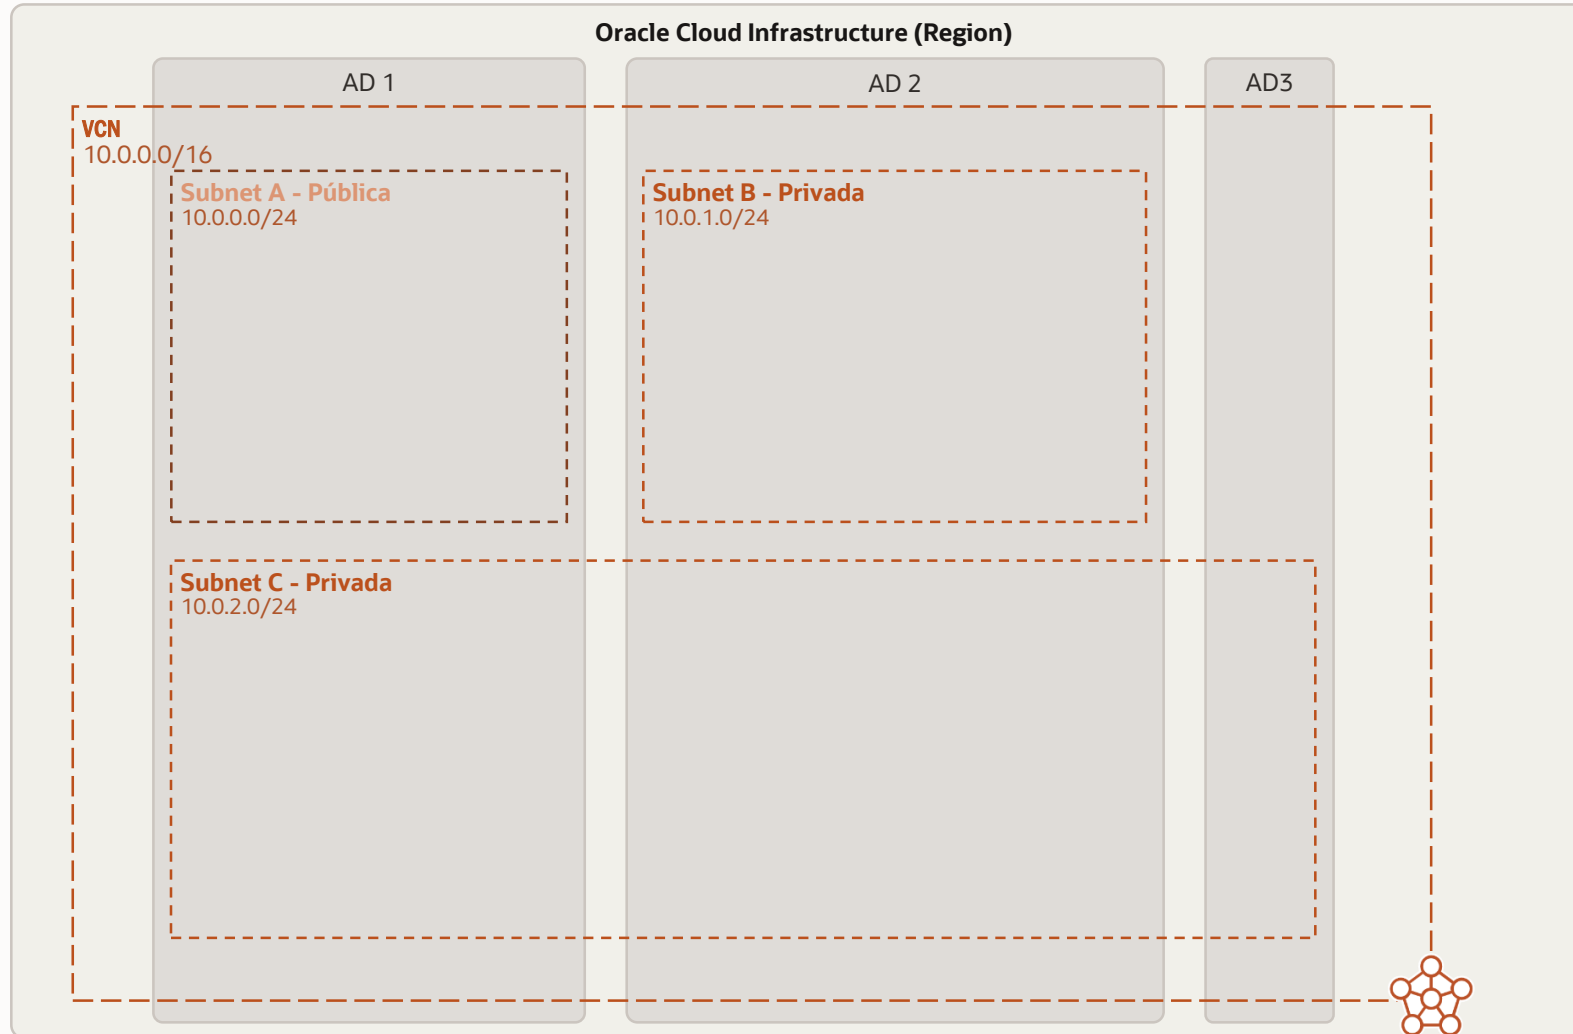 Oracle Cloud Infrastructure (Region)
AD 1
AD 2
AD3
VCN
10.0.0.0/16
Subnet A - Pública
10.0.0.0/24
Subnet B - Privada
10.0.1.0/24
Subnet C - Privada
10.0.2.0/24